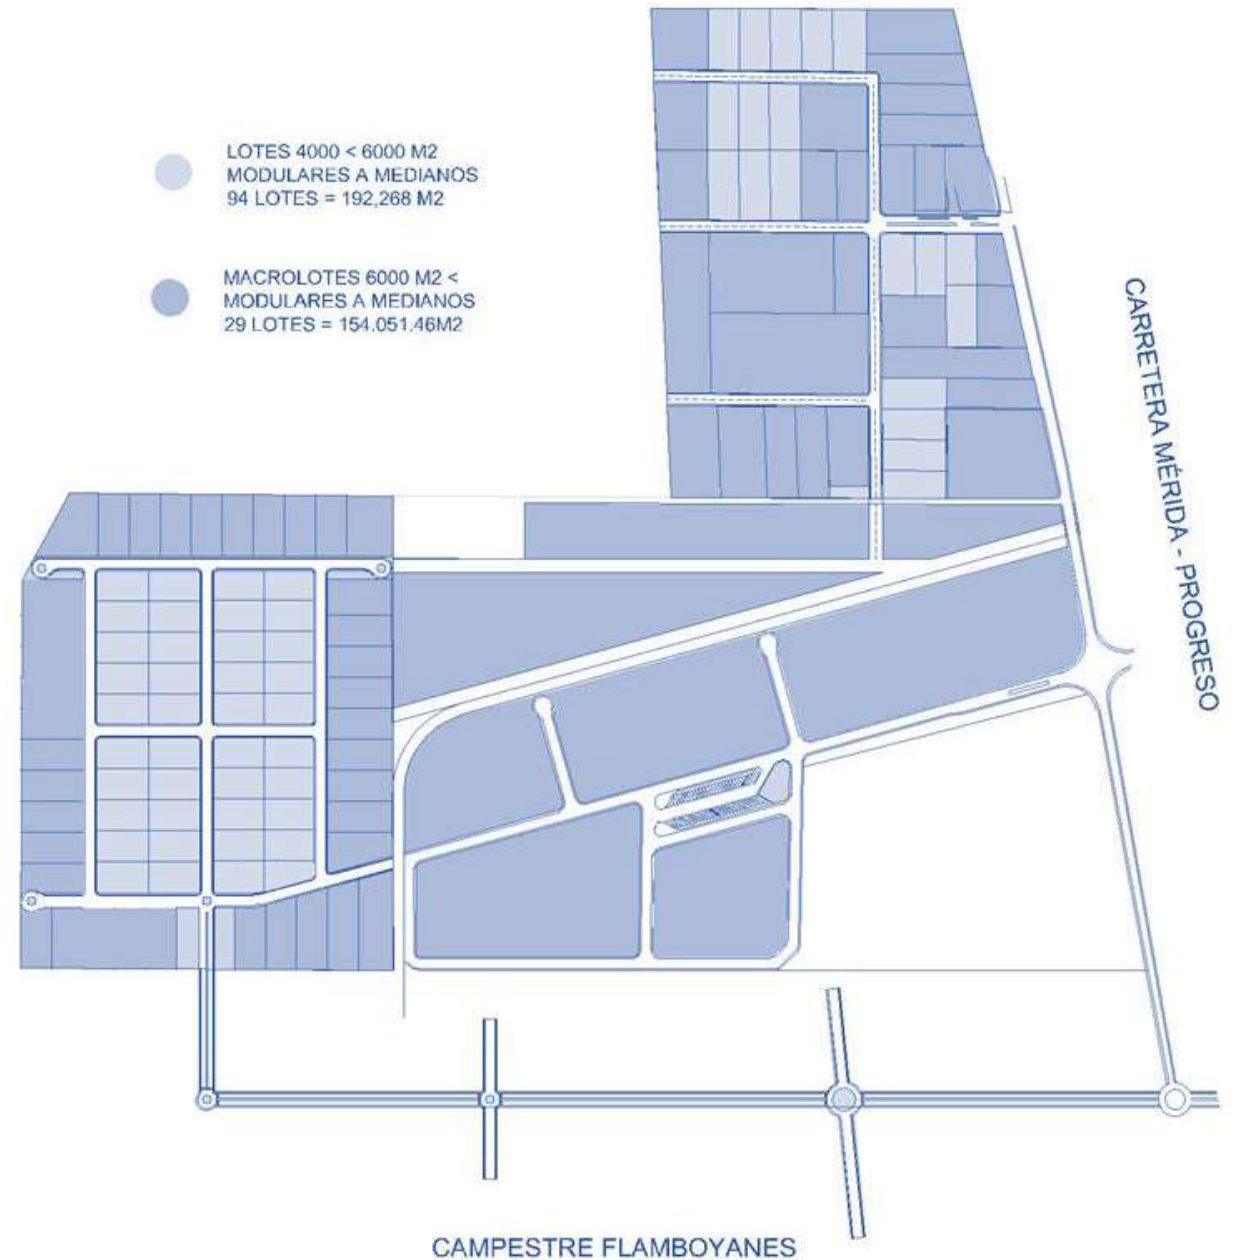 LOTES 4000 < 6000 M2
MODULARES A MEDIANOS
94 LOTES = 192,268 M2
MACROLOTES 6000 M2 <
MODULARES A MEDIANOS
29 LOTES = 154.051.46M2
CARRETERA MÉRIDA - PROGRESO
CAMPESTRE FLAMBOYANES